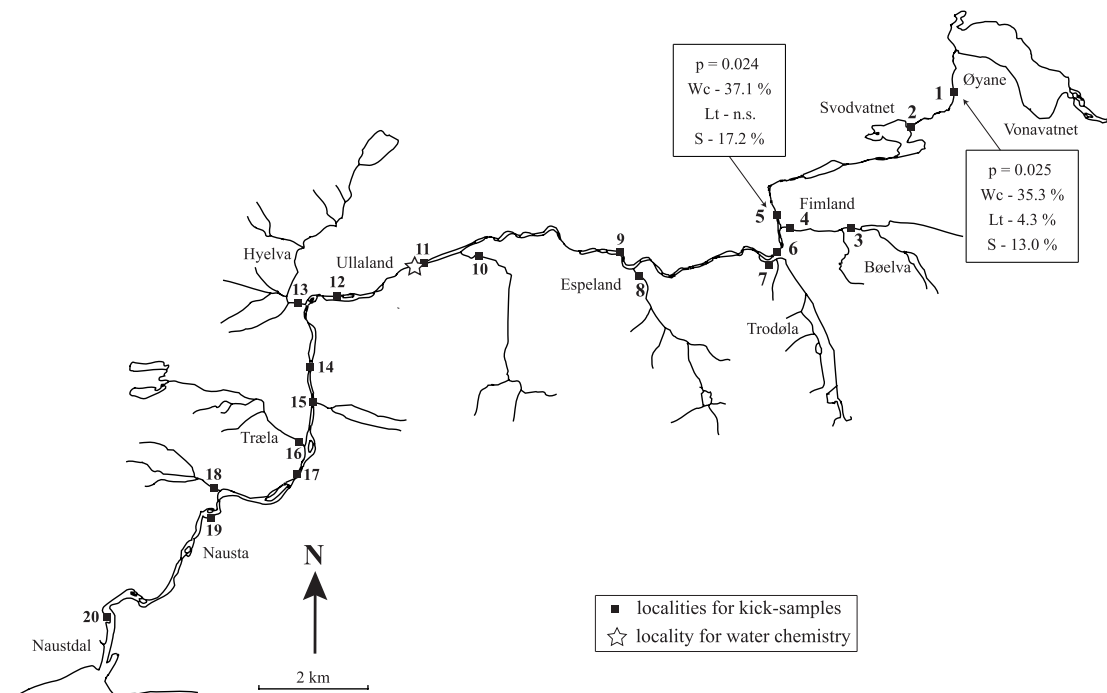 Øyane
1
Vonavatnet
Svodvatnet
2
p = 0.024
Wc - 37.1 %
Lt - n.s.
S - 17.2 %
p = 0.025
Wc - 35.3 %
Lt - 4.3 %
S - 13.0 %
Fimland
5
4
3
6
7
Bøelva
Trodøla
9
Espeland
8
Hyelva
Ullaland
11
10
12
13
14
15
Træla
16
17
18
19
Nausta
20
Naustdal
N
2 km
localities for kick-samples
locality for water chemistry